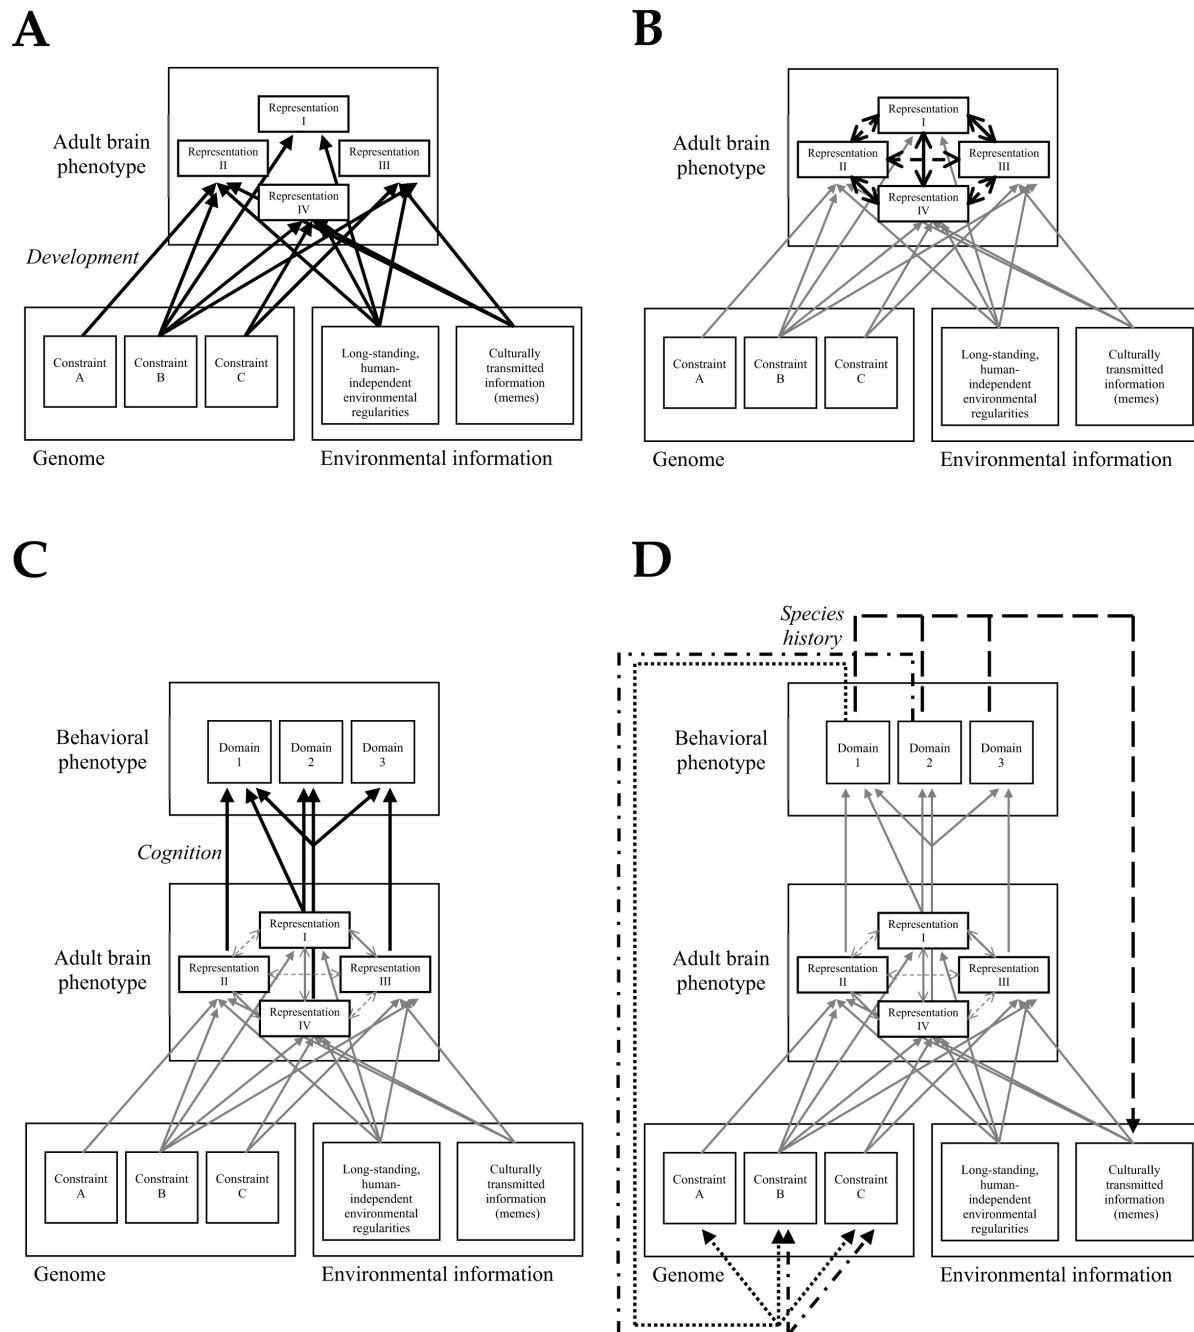 A
Adult brain
phenotype
Representation
I
Representation
II
Representation
III
Representation
IV
Development
Constraint
A
Constraint
B
Constraint
C
Long-standing,
human-
independent
environmental
regularities
Culturally
transmitted
information
(memes)
Genome
Environmental information
B
Adult brain
phenotype
Representation
I
Representation
II
Representation
III
Representation
IV
Constraint
A
Constraint
B
Constraint
C
Long-standing,
human-
independent
environmental
regularities
Culturally
transmitted
information
(memes)
Genome
Environmental information
C
Behavioral
phenotype
Domain
1
Domain
2
Domain
3
Cognition
Adult brain
phenotype
Representation
I
Representation
II
Representation
III
Representation
IV
Constraint
A
Constraint
B
Constraint
C
Long-standing,
human-
independent
environmental
regularities
Culturally
transmitted
information
(memes)
Genome
Environmental information
D
Species
history
Behavioral
phenotype
Domain
1
Domain
2
Domain
3
Adult brain
phenotype
Representation
I
Representation
II
Representation
III
Representation
IV
Constraint
A
Constraint
B
Constraint
C
Long-standing,
human-
independent
environmental
regularities
Culturally
transmitted
information
(memes)
Genome
Environmental information